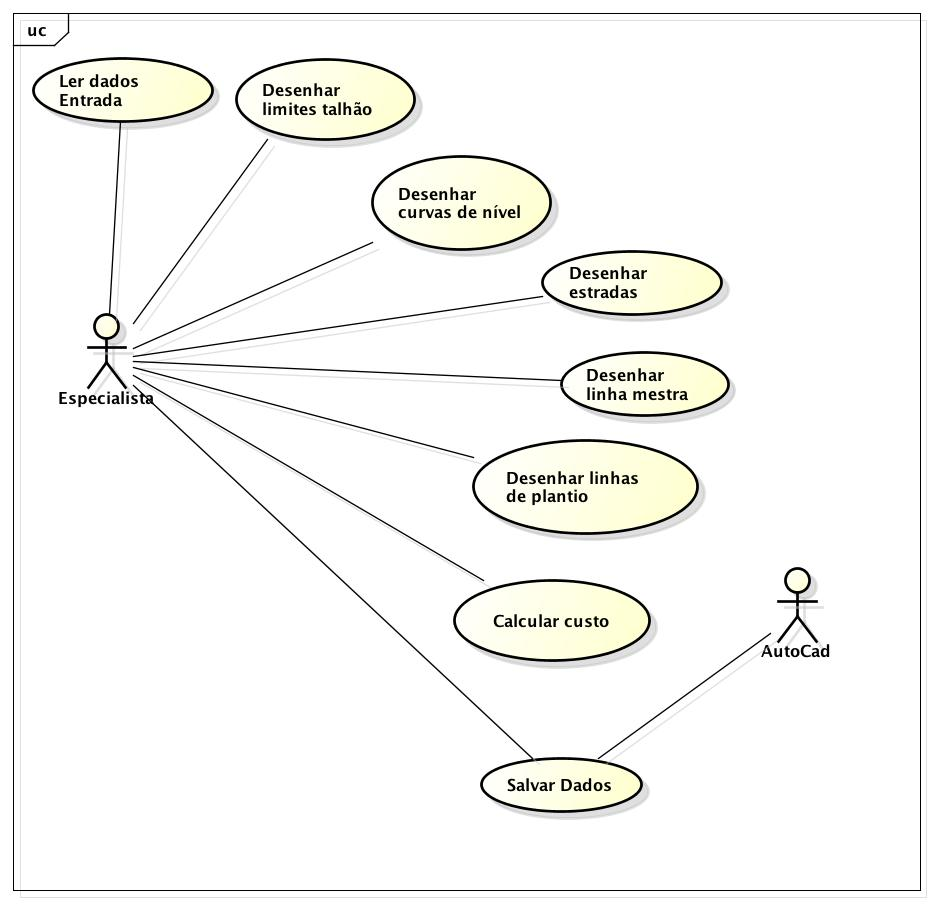 uc
Ler dados
Entrada
Desenhar
limites talhão
Desenhar
curvas de nível
Desenhar
estradas
Especialista
Desenhar
linha mestra
Desenhar linhas
de plantio
Calcular custo
AutoCad
Salvar Dados